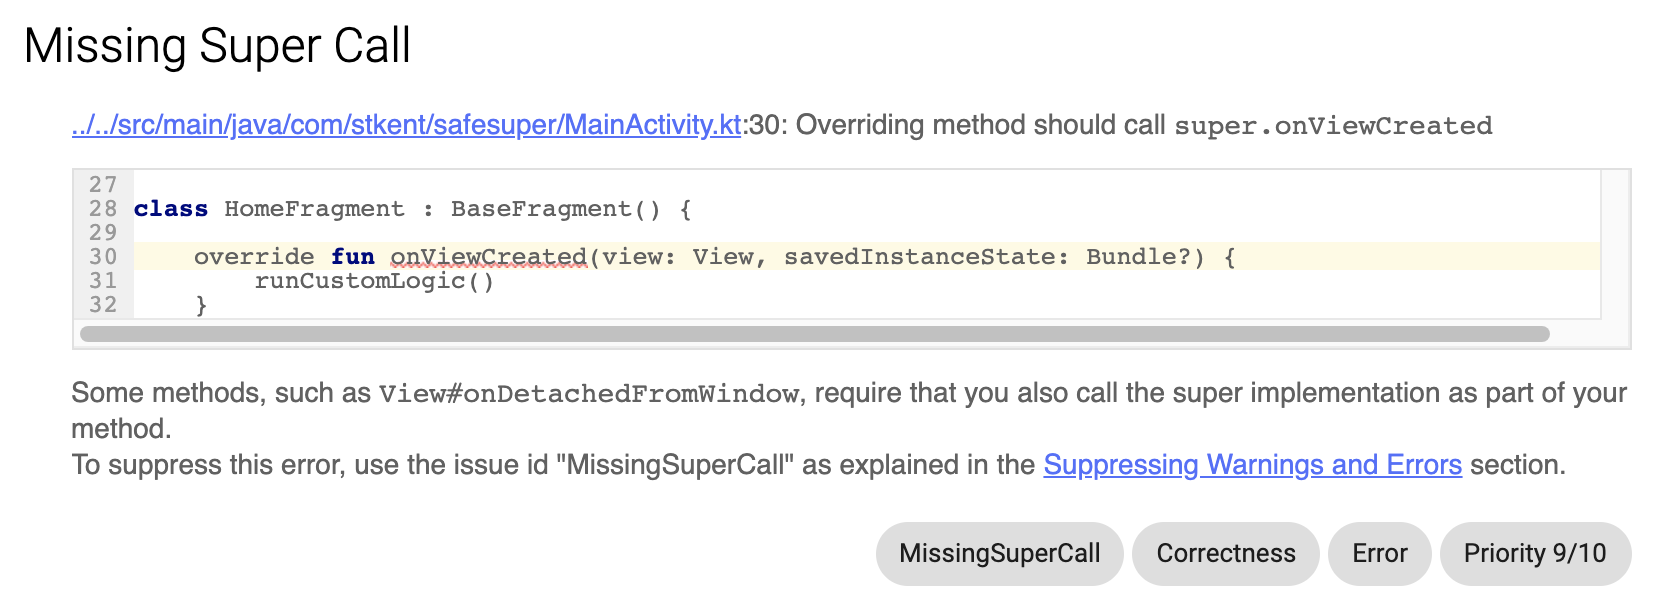 Missing Super Call
../../src/main/java/com/stkent/safesuper/MainActivity.kt:30: Overriding method should call super.onViewCreated
27
28 class HomeFragment : BaseFragment() {
29
30     override fun onViewCreated(view: View, savedInstanceState: Bundle?) {
31         runCustomLogic()
32     }
Some methods, such as View#onDetachedFromWindow, require that you also call the super implementation as part of your
method.
To suppress this error, use the issue id "MissingSuperCall" as explained in the Suppressing Warnings and Errors section.
MissingSuperCall Correctness Error Priority 9/10